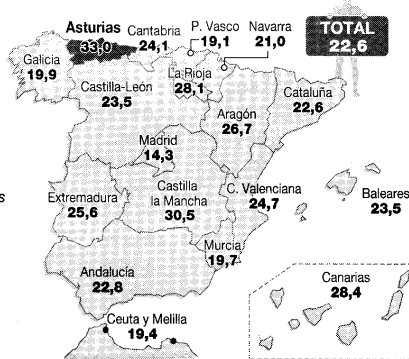 Asturias
33,0
Cantabria
24,1
P. Vasco
19,1
Navarra
21,0
TOTAL
22,6
Galicia
19,9
Castilla-León
23,5
La Rioja
28,1
Aragón
26,7
Cataluña
22,6
Madrid
14,3
Extremadura
25,6
Castilla
la Mancha
30,5
C. Valenciana
24,7
Baleares
23,5
Murcia
19,7
Andalucía
22,8
Canarias
28,4
Ceuta y Melilla
19,4